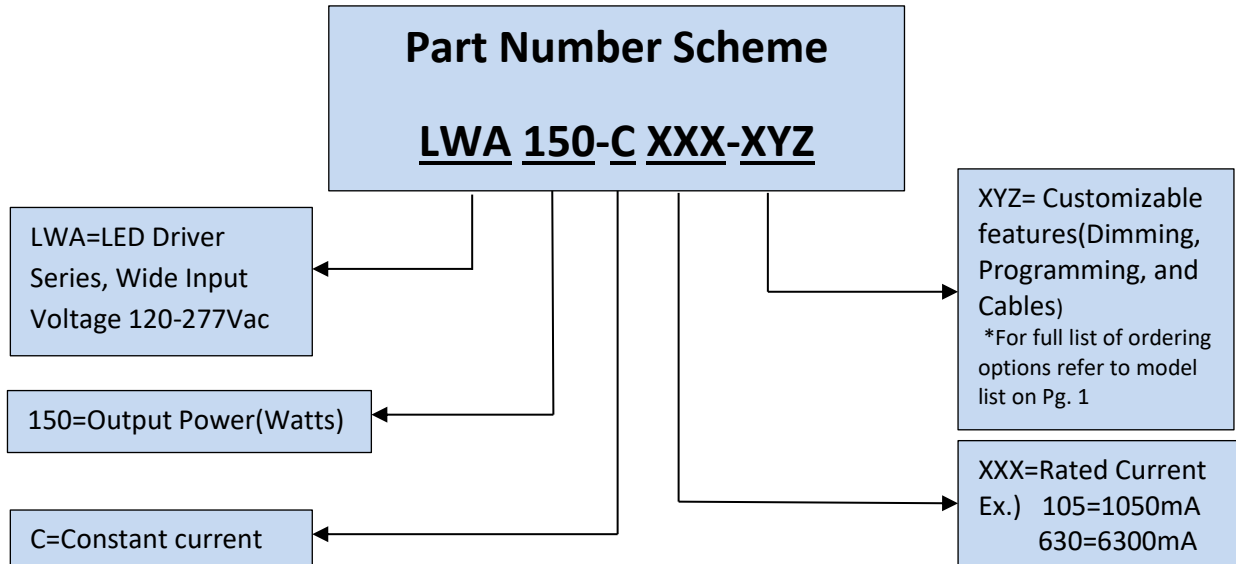 Part Number Scheme
LWA 150-C XXX-XYZ
LWA=LED Driver
Series, Wide Input
Voltage 120-277Vac
150=Output Power(Watts)
C=Constant current
XYZ= Customizable
features(Dimming,
Programming, and
Cables)
*For full list of ordering
options refer to model
list on Pg. 1
XXX=Rated Current
Ex.) 105=1050mA
630=6300mA